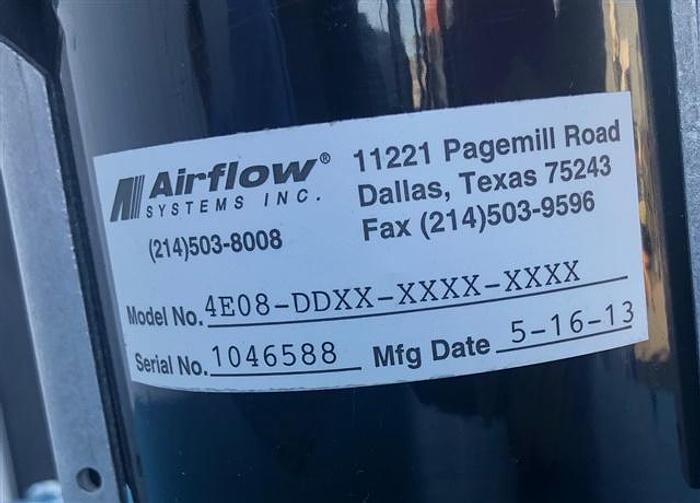 Airflow®
SYSTEMS INC.
(214)503-8008
11221 Pagemill Road
Dallas, Texas 75243
Fax (214)503-9596
Model No. 4E08-DDXX-XXXX-XXXX
Serial No. 1046588 Mfg Date 5-16-13